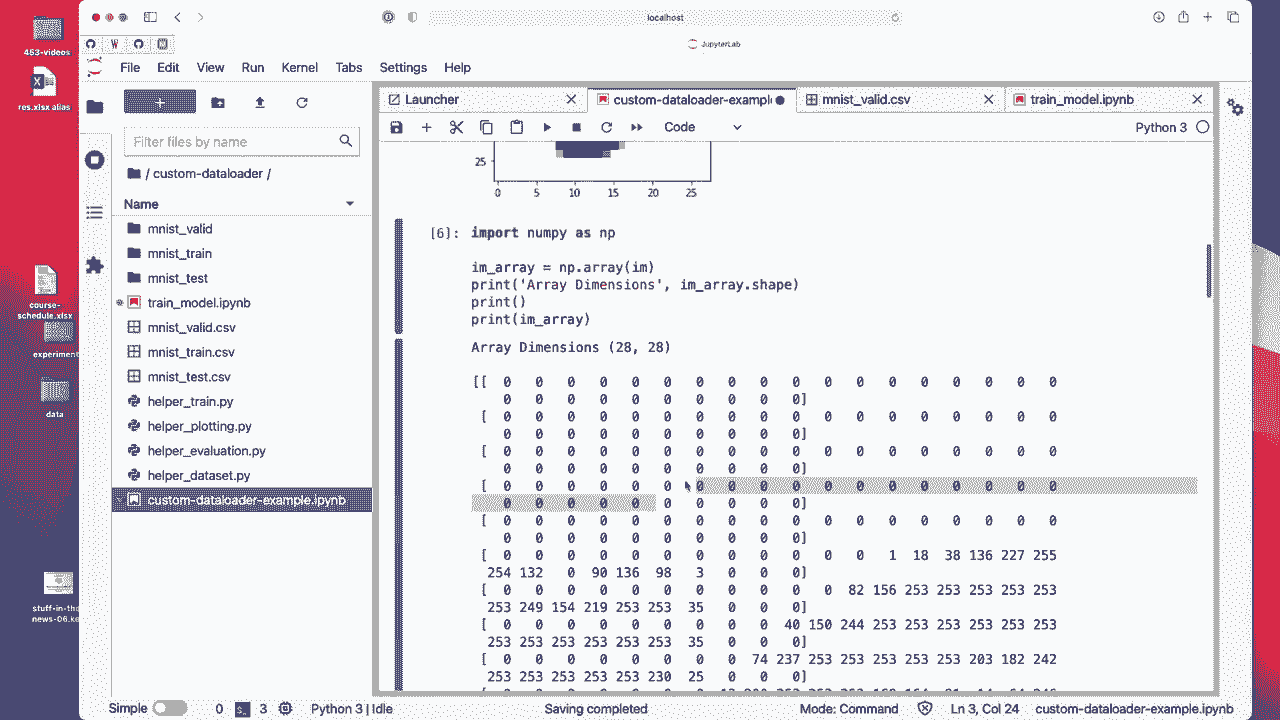 localhost
JupyterLab
453-videos
res.xlsx alias
course-
schedule.xlsx
experiment
data
stuff-in-the
news-06.ke
File Edit View Run Kernel Tabs Settings Help
Filter files by name
/ custom-dataloader /
Name
mnist_valid
mnist_train
mnist_test
train_model.ipynb
mnist_valid.csv
mnist_train.csv
mnist_test.csv
helper_train.py
helper_plotting.py
helper_evaluation.py
helper_dataset.py
custom-dataloader-example.ipynb
Launcher custom-dataloader-example mnist_valid.csv train_model.ipynb
Code Python 3
25
0 5 10 15 20 25
[6]: import numpy as np
im_array = np.array(im)
print('Array Dimensions', im_array.shape)
print()
print(im_array)
Array Dimensions (28, 28)
[[ 0 0 0 0 0 0 0 0 0 0 0 0 0 0 0 0 0 0
0 0 0 0 0 0 0 0 0 0]
[ 0 0 0 0 0 0 0 0 0 0 0 0 0 0 0 0 0 0
0 0 0 0 0 0 0 0 0 0]
[ 0 0 0 0 0 0 0 0 0 0 0 0 0 0 0 0 0 0
0 0 0 0 0 0 0 0 0 0]
[ 0 0 0 0 0 0 0 0 0 0 0 0 0 0 0 0 0 0
0 0 0 0 0 0 0 0 0 0]
[ 0 0 0 0 0 0 0 0 0 0 0 0 0 0 0 0 0 0
0 0 0 0 0 0 0 0 0 0]
[ 0 0 0 0 0 0 0 0 0 0 0 0 1 18 38 136 227 255
254 132 0 90 136 98 3 0 0 0]
[ 0 0 0 0 0 0 0 0 0 0 0 82 156 253 253 253 253 253
253 249 154 219 253 253 35 0 0 0]
[ 0 0 0 0 0 0 0 0 0 40 150 244 253 253 253 253 253 253
253 253 253 253 253 253 35 0 0 0]
[ 0 0 0 0 0 0 0 0 74 237 253 253 253 253 253 203 182 242
253 253 253 253 230 25 0 0 0 0]
Simple 0 3 Python 3 | Idle Saving completed Mode: Command Ln 3, Col 24 custom-dataloader-example.ipynb